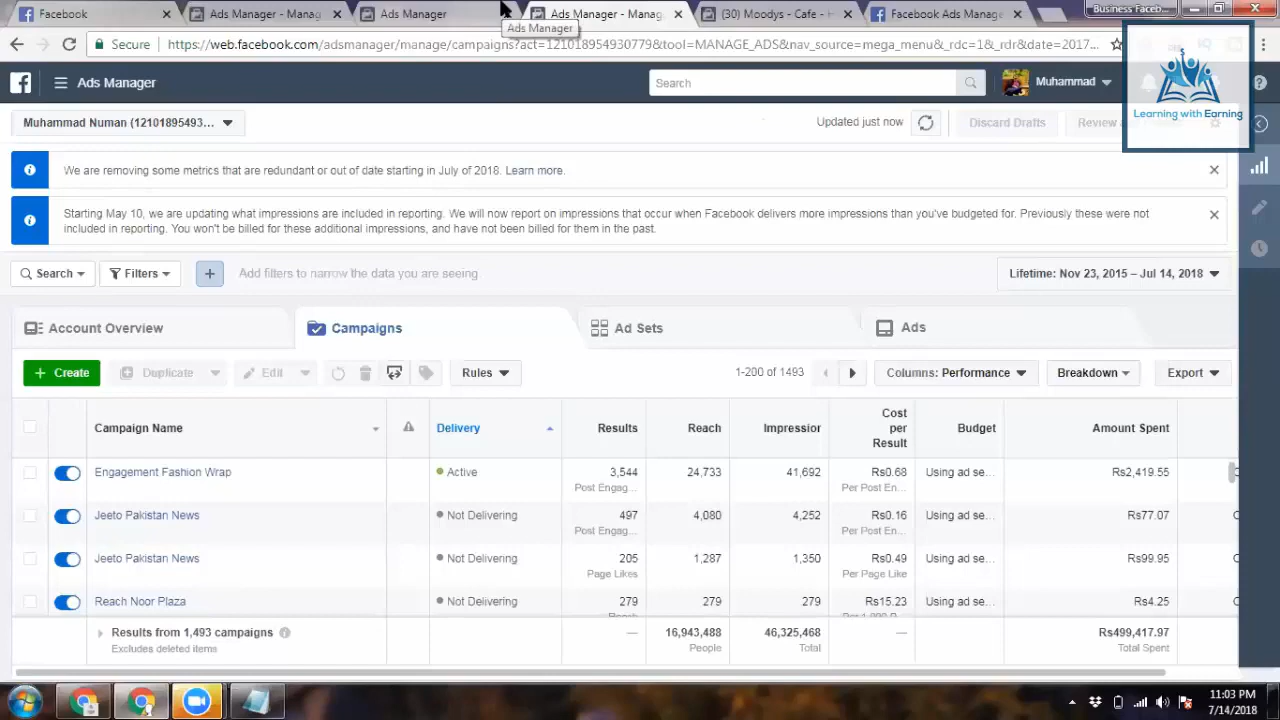 Facebook
Ads Manager - Manag
Ads Manager
Ads Manager - Manag
(30) Moodys - Cafe - H
Facebook Ads Manage
Business Faceb...
Ads Manager
Secure
https://web.facebook.com/adsmanager/manage/campaigns?act=121018954930779&tool=MANAGE_ADS&nav_source=mega_menu&_rdc=1&_rdr&date=2017...
Ads Manager
Search
Muhammad
Learning with Earning
Muhammad Numan (12101895493...
Updated just now
Discard Drafts
Review
We are removing some metrics that are redundant or out of date starting in July of 2018. Learn more.
Starting May 10, we are updating what impressions are included in reporting. We will now report on impressions that occur when Facebook delivers more impressions than you've budgeted for. Previously these were not
included in reporting. You won't be billed for these additional impressions, and have not been billed for them in the past.
Search
Filters
Add filters to narrow the data you are seeing
Lifetime: Nov 23, 2015 – Jul 14, 2018
Account Overview
Campaigns
Ad Sets
Ads
+ Create
Duplicate
Edit
Rules
1-200 of 1493
Columns: Performance
Breakdown
Export
Campaign Name
Delivery
Results
Reach
Impression
Cost per Result
Budget
Amount Spent
Engagement Fashion Wrap
Active
3,544
24,733
41,692
Rs0.68
Using ad se...
Rs2,419.55
Post Engag...
Per Post En...
Jeeto Pakistan News
Not Delivering
497
4,080
4,252
Rs0.16
Using ad se...
Rs77.07
Post Engag...
Per Post En...
Jeeto Pakistan News
Not Delivering
205
1,287
1,350
Rs0.49
Using ad se...
Rs99.95
Page Likes
Per Page Like
Reach Noor Plaza
Not Delivering
279
279
279
Rs15.23
Using ad se...
Rs4.25
Results from 1,493 campaigns
—
16,943,488
46,325,468
—
Rs499,417.97
Excludes deleted items
People
Total
Total Spent
11:03 PM
7/14/2018